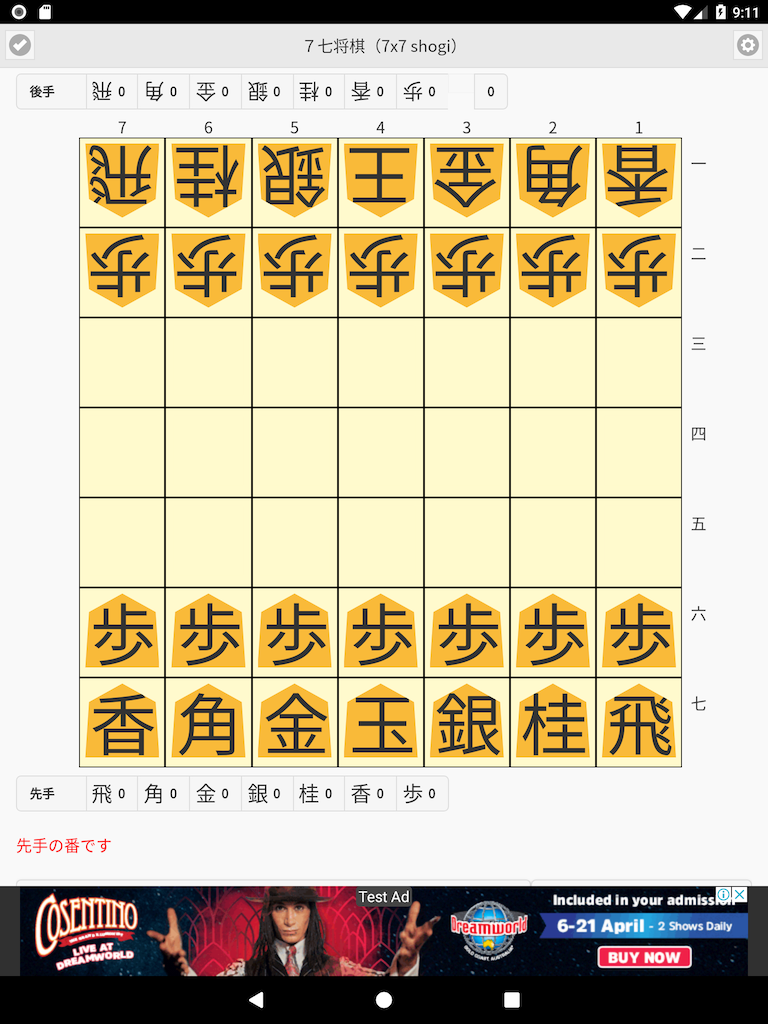 9:11
7 七将棋（7x7 shogi）
後手 飛 0 角 0 金 0 銀 0 桂 0 香 0 歩 0 0
7 6 5 4 3 2 1
飛 桂 銀 王 金 角 香 一
歩 歩 歩 歩 歩 歩 歩 二
三
四
五
歩 歩 歩 歩 歩 歩 歩 六
香 角 金 玉 銀 桂 飛 七
先手 飛 0 角 0 金 0 銀 0 桂 0 香 0 歩 0
先手の番です
Test Ad
COSENTINO
LIVE AT
DREAMWORLD
Dreamworld
Included in your admission
6-21 April - 2 Shows Daily
BUY NOW